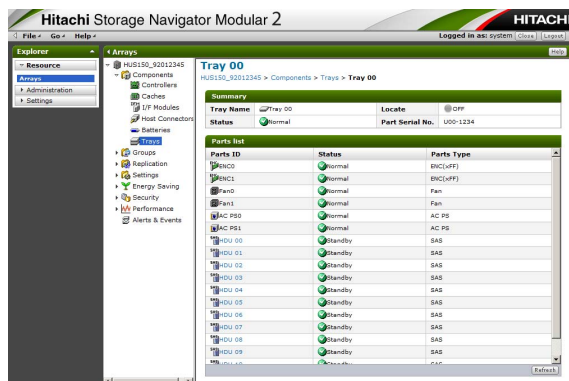 Hitachi Storage Navigator Modular 2
HITACHI
File Go Help
Logged in as: system Close Logout
Explorer
Arrays
Help
Resource
Arrays
Administration
Settings
HUS150_92012345
Components
Controllers
Caches
I/F Modules
Host Connectors
Batteries
Trays
Groups
Replication
Settings
Energy Saving
Security
Performance
Alerts & Events
Tray 00
HUS150_92012345 > Components > Trays > Tray 00
Summary
Tray Name Tray 00 Locate OFF
Status Normal Part Serial No. U00-1234
Parts list
Parts ID Status Parts Type
ENC0 Normal ENC(xFF)
ENC1 Normal ENC(xFF)
Fan0 Normal Fan
Fan1 Normal Fan
AC PS0 Normal AC PS
AC PS1 Normal AC PS
HDU 00 Standby SAS
HDU 01 Standby SAS
HDU 02 Standby SAS
HDU 03 Standby SAS
HDU 04 Standby SAS
HDU 05 Standby SAS
HDU 06 Standby SAS
HDU 07 Standby SAS
HDU 08 Standby SAS
HDU 09 Standby SAS
Refresh